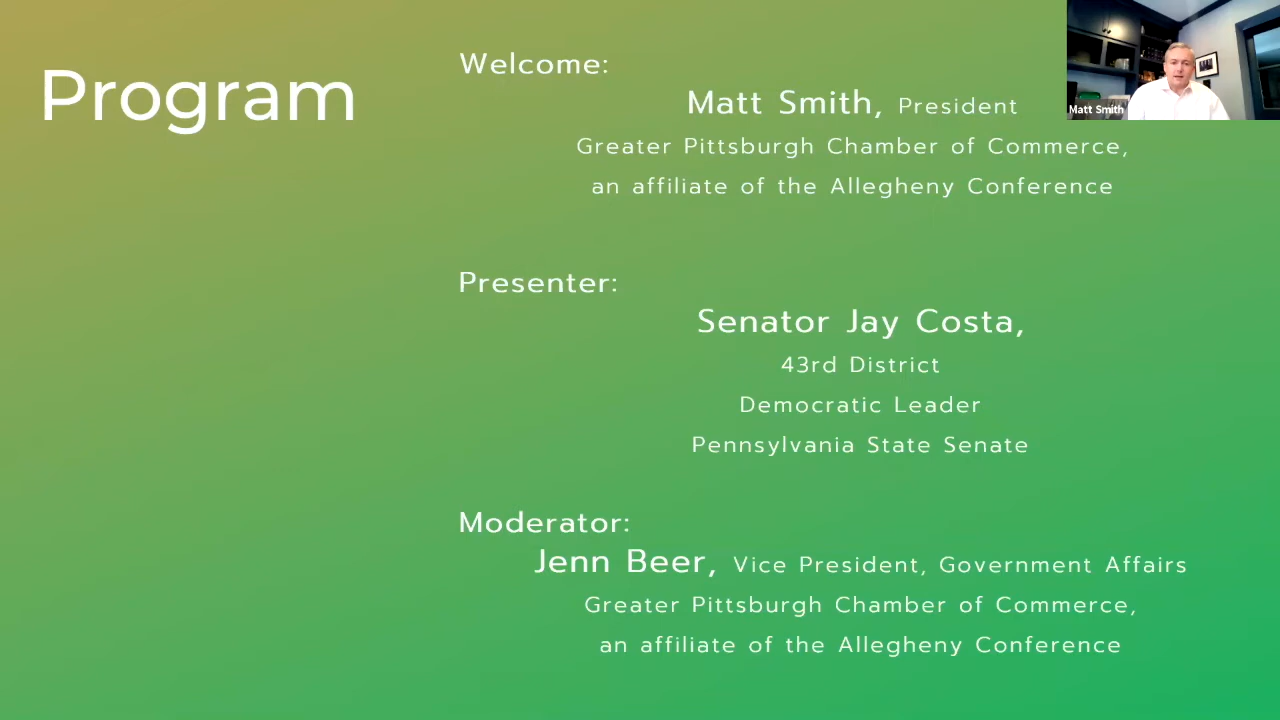 Program
Welcome:
Matt Smith, President
Greater Pittsburgh Chamber of Commerce,
an affiliate of the Allegheny Conference
Matt Smith
Presenter:
Senator Jay Costa,
43rd District
Democratic Leader
Pennsylvania State Senate
Moderator:
Jenn Beer, Vice President, Government Affairs
Greater Pittsburgh Chamber of Commerce,
an affiliate of the Allegheny Conference